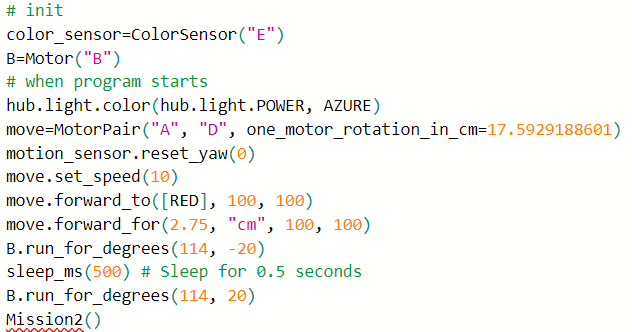 # init
color_sensor=ColorSensor("E")
B=Motor("B")
# when program starts
hub.light.color(hub.light.POWER, AZURE)
move=MotorPair("A", "D", one_motor_rotation_in_cm=17.5929188601)
motion_sensor.reset_yaw(0)
move.set_speed(10)
move.forward_to([RED], 100, 100)
move.forward_for(2.75, "cm", 100, 100)
B.run_for_degrees(114, -20)
sleep_ms(500) # Sleep for 0.5 seconds
B.run_for_degrees(114, 20)
Mission2()